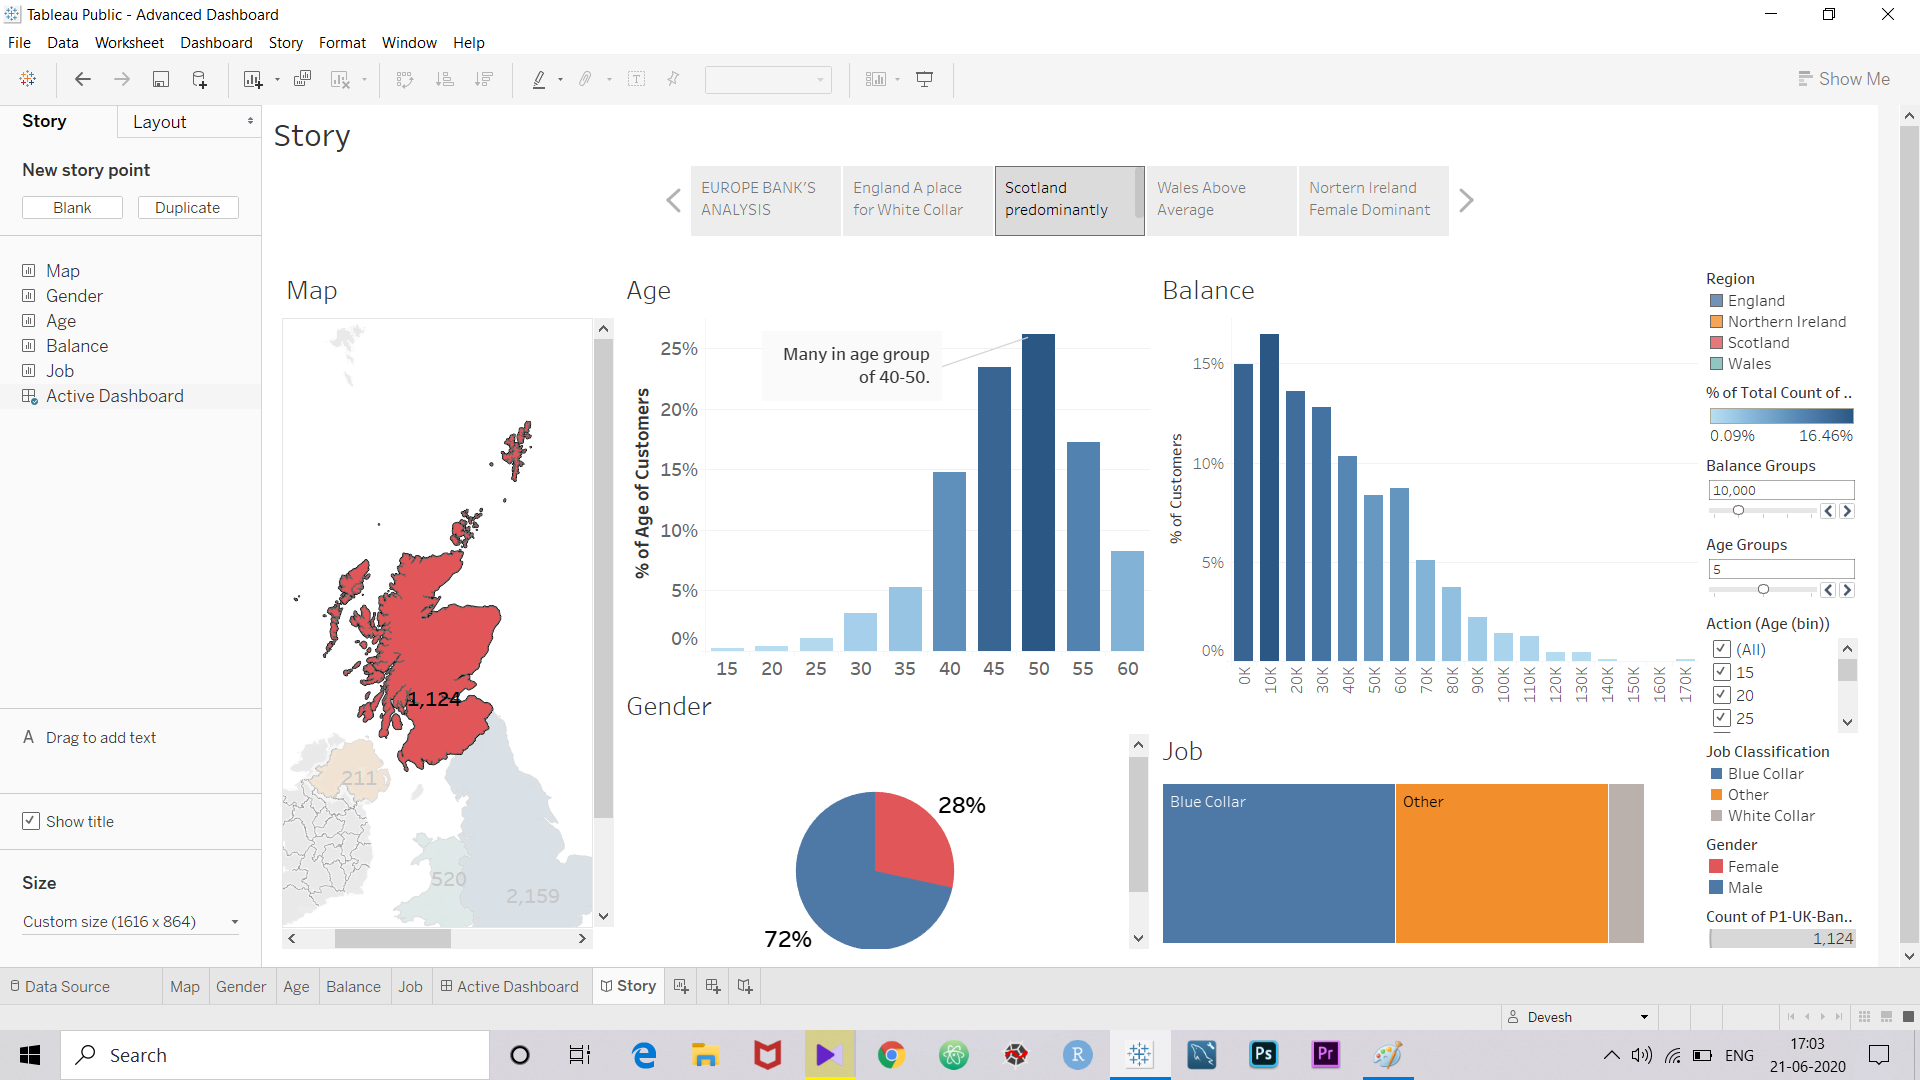 Tableau Public - Advanced Dashboard
File Data Worksheet Dashboard Story Format Window Help
Show Me
Story
Layout
New story point
Blank
Duplicate
Map
Gender
Age
Balance
Job
Active Dashboard
A Drag to add text
Show title
Size
Custom size (1616 x 864)
Story
EUROPE BANK'S
ANALYSIS
England A place
for White Collar
Scotland
predominantly
Wales Above
Average
Nortern Ireland
Female Dominant
Map
1,124
211
520
2,159
Age
Many in age group
of 40-50.
% of Age of Customers
25%
20%
15%
10%
5%
0%
15 20 25 30 35 40 45 50 55 60
Gender
28%
72%
Balance
% of Customers
15%
10%
5%
0%
0K 10K 20K 30K 40K 50K 60K 70K 80K 90K 100K 110K 120K 130K 140K 150K 160K 170K
Job
Blue Collar
Other
Region
England
Northern Ireland
Scotland
Wales
% of Total Count of ..
0.09% 16.46%
Balance Groups
10,000
Age Groups
5
Action (Age (bin))
(All)
15
20
25
Job Classification
Blue Collar
Other
White Collar
Gender
Female
Male
Count of P1-UK-Ban..
1,124
Data Source Map Gender Age Balance Job Active Dashboard Story
Devesh
Search
Ps
Pr
R
ENG
17:03
21-06-2020